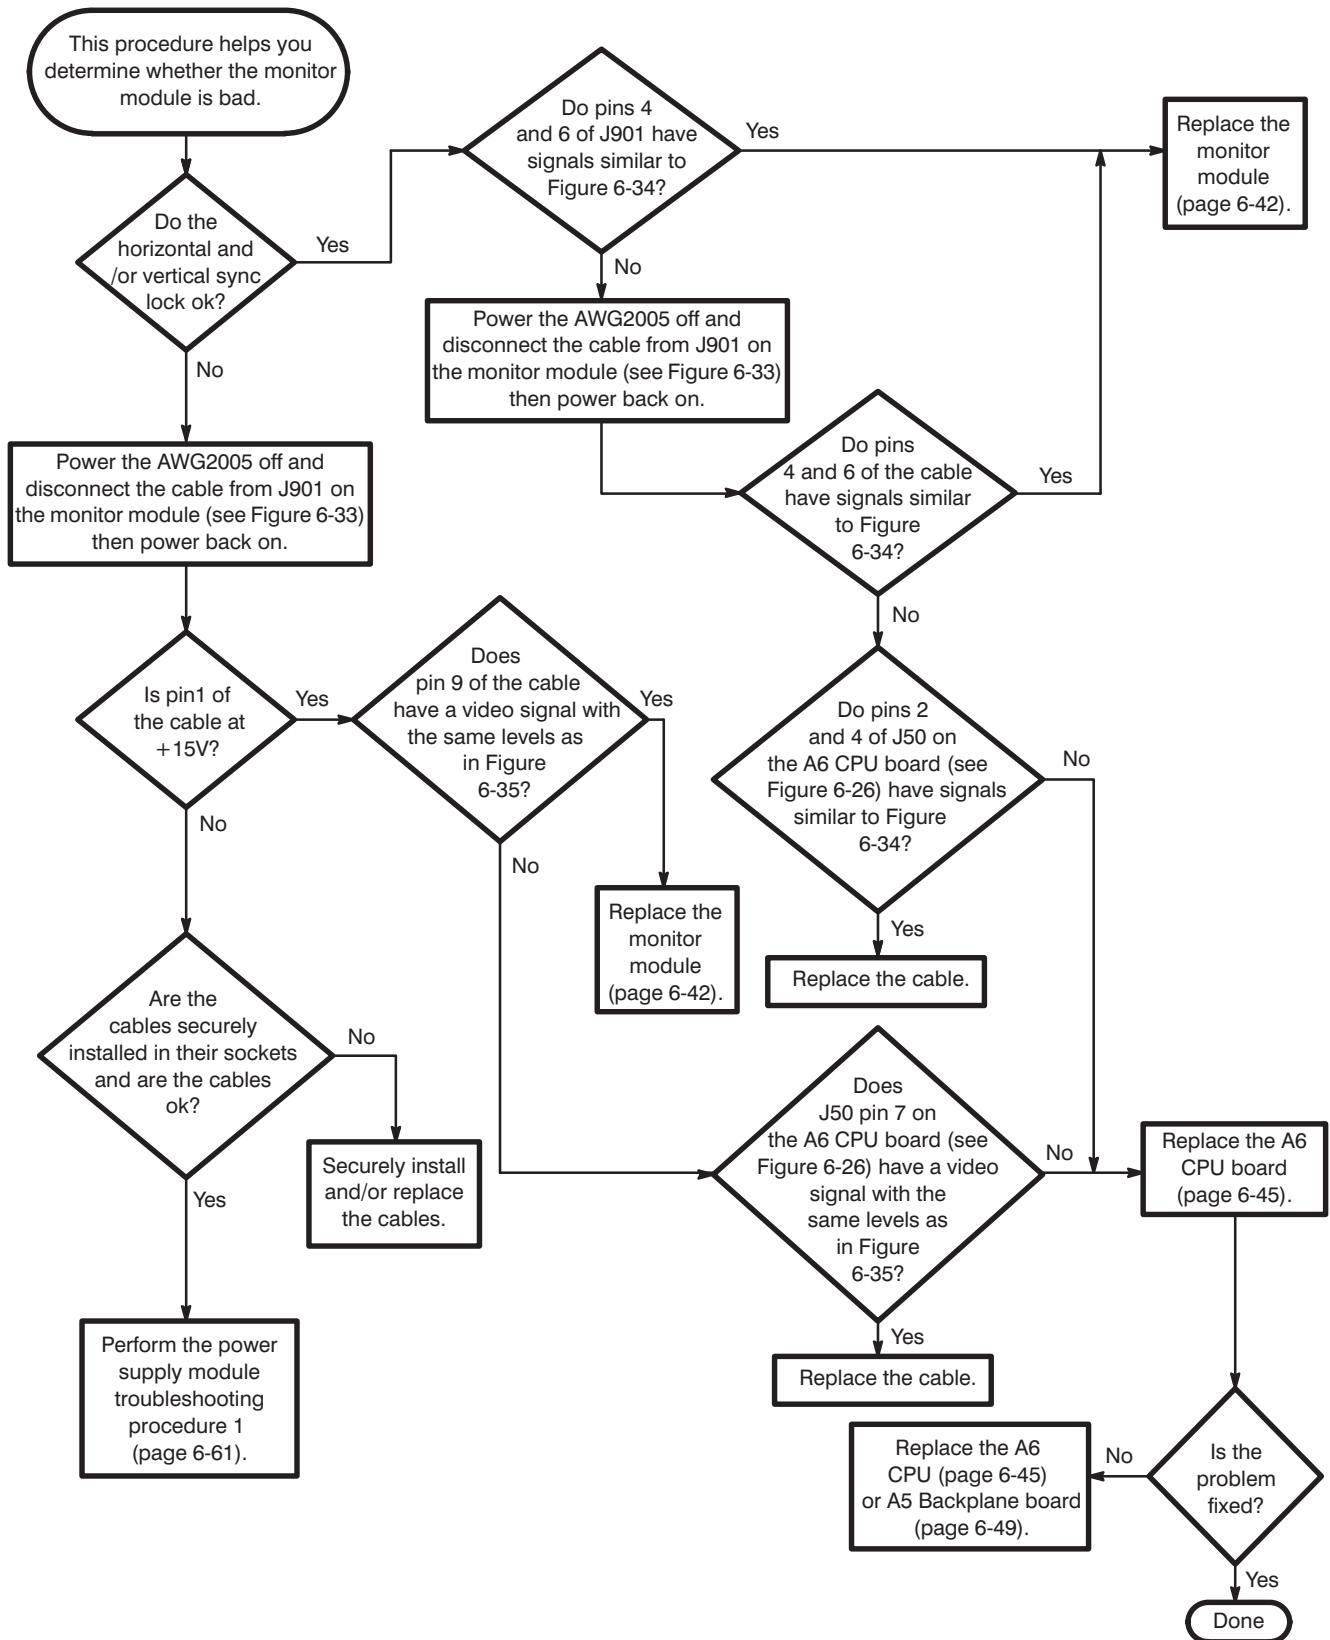 This procedure helps you
determine whether the monitor
module is bad.
Do the
horizontal and
/or vertical sync
lock ok?
Yes
No
Do pins 4
and 6 of J901 have
signals similar to
Figure 6-34?
Yes
No
Replace the
monitor
module
(page 6-42).
Power the AWG2005 off and
disconnect the cable from J901 on
the monitor module (see Figure 6-33)
then power back on.
Do pins
4 and 6 of the cable
have signals similar
to Figure
6-34?
Yes
No
Power the AWG2005 off and
disconnect the cable from J901 on
the monitor module (see Figure 6-33)
then power back on.
Is pin1 of
the cable at
+15V?
Yes
No
Does
pin 9 of the cable
have a video signal with
the same levels as
in Figure
6-35?
Yes
No
Replace the
monitor
module
(page 6-42).
Do pins 2
and 4 of J50 on
the A6 CPU board (see
Figure 6-26) have signals
similar to Figure
6-34?
No
Yes
Replace the cable.
Are the
cables securely
installed in their sockets
and are the cables
ok?
No
Yes
Securely install
and/or replace
the cables.
Perform the power
supply module
troubleshooting
procedure 1
(page 6-61).
Does
J50 pin 7 on
the A6 CPU board (see
Figure 6-26) have a video
signal with the
same levels as
in Figure
6-35?
No
Yes
Replace the cable.
Replace the A6
CPU board
(page 6-45).
Is the
problem
fixed?
No
Yes
Replace the A6
CPU (page 6-45)
or A5 Backplane board
(page 6-49).
Done